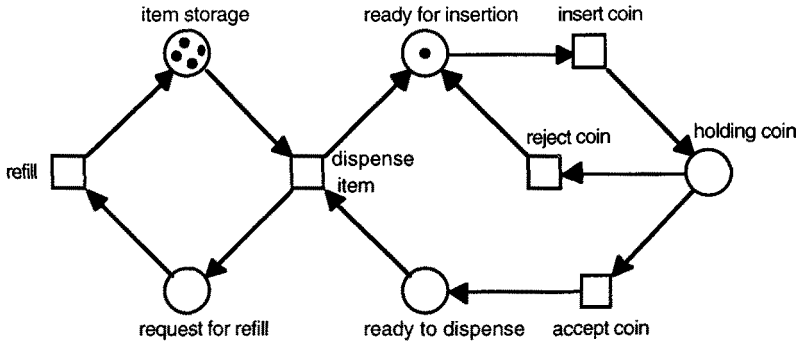 item storage
ready for insertion
insert coin
holding coin
reject coin
refill
dispense
item
request for refill
ready to dispense
accept coin